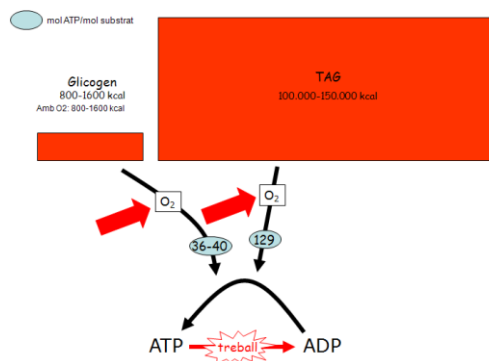 mol ATP/mol substrat
Glicogen
800-1600 kcal
Amb O2: 800-1600 kcal
TAG
100.000-150.000 kcal
O₂
O₂
36-40
129
ATP
treball
ADP